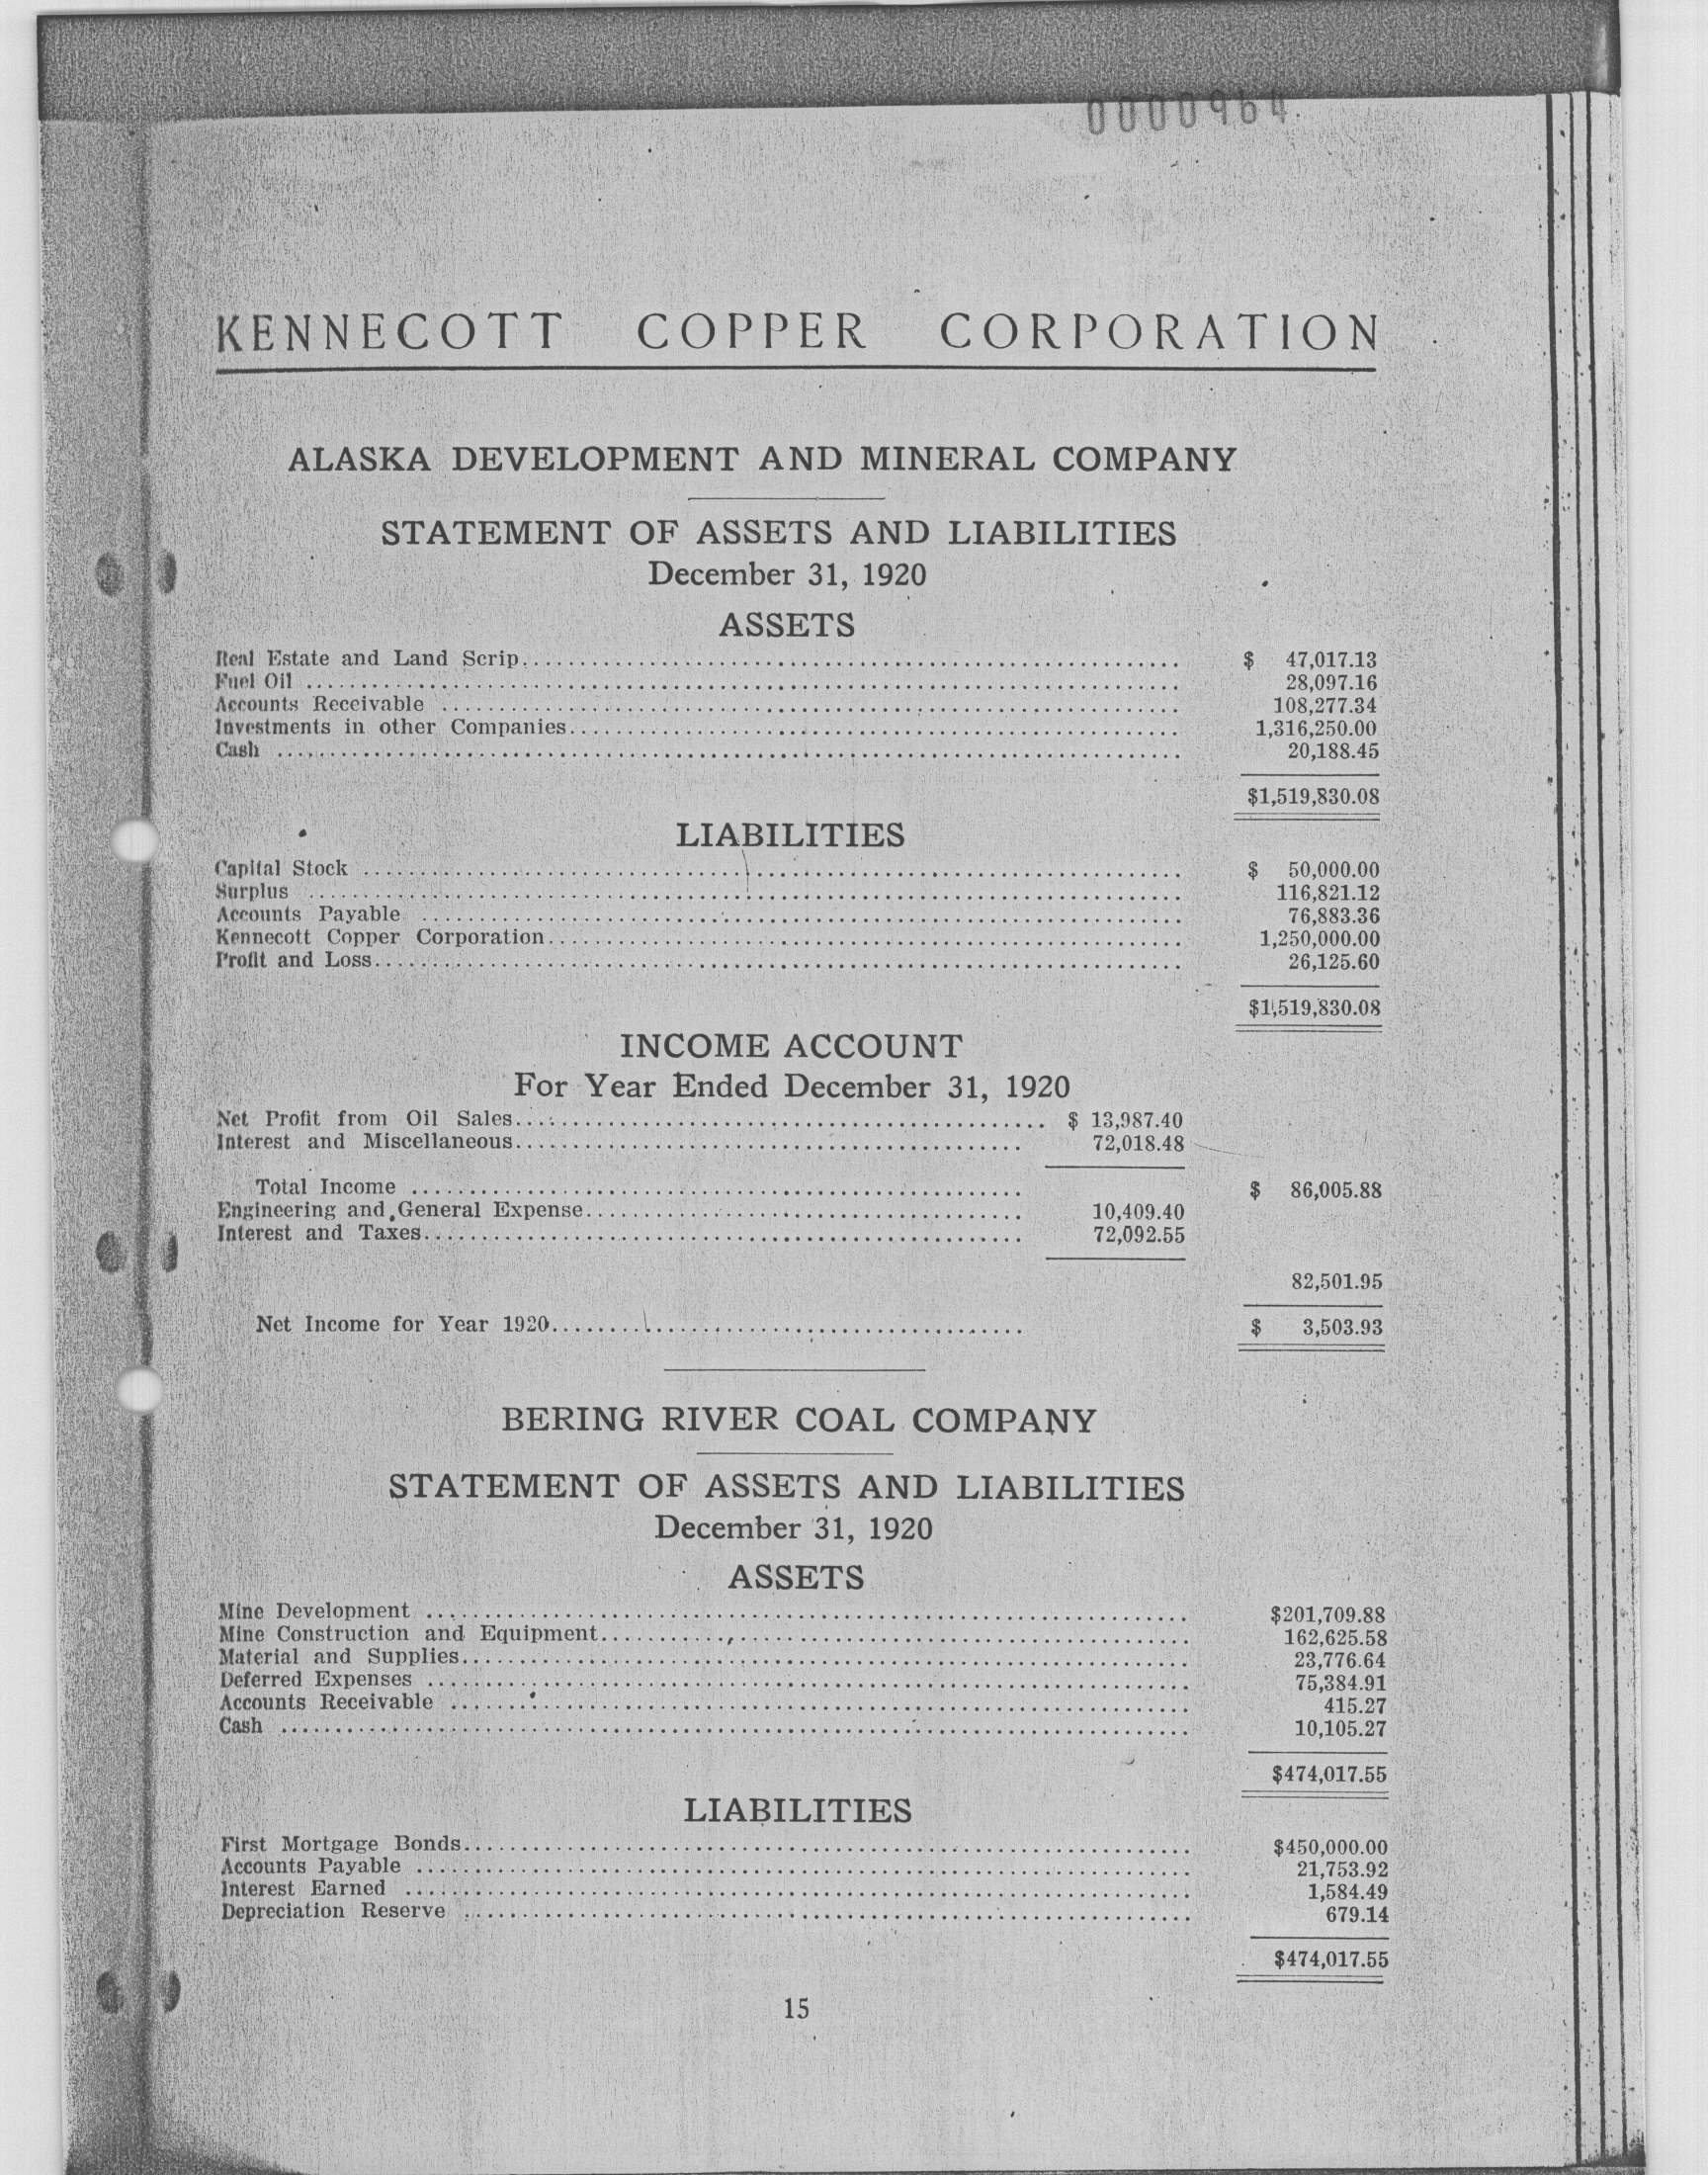 0000964
KENNECOTT COPPER CORPORATION
ALASKA DEVELOPMENT AND MINERAL COMPANY
STATEMENT OF ASSETS AND LIABILITIES
December 31, 1920
ASSETS
Real Estate and Land Scrip $ 47,017.13
Fuel Oil 28,097.16
Accounts Receivable 108,277.34
Investments in other Companies 1,316,250.00
Cash 20,188.45
$1,519,830.08
LIABILITIES
Capital Stock $ 50,000.00
Surplus 116,821.12
Accounts Payable 76,883.36
Kennecott Copper Corporation 1,250,000.00
Profit and Loss 26,125.60
$1,519,830.08
INCOME ACCOUNT
For Year Ended December 31, 1920
Net Profit from Oil Sales $ 13,987.40
Interest and Miscellaneous 72,018.48
Total Income $ 86,005.88
Engineering and General Expense 10,409.40
Interest and Taxes 72,092.55
82,501.95
Net Income for Year 1920 $ 3,503.93
BERING RIVER COAL COMPANY
STATEMENT OF ASSETS AND LIABILITIES
December 31, 1920
ASSETS
Mine Development $201,709.88
Mine Construction and Equipment 162,625.58
Material and Supplies 23,776.64
Deferred Expenses 75,384.91
Accounts Receivable 415.27
Cash 10,105.27
$474,017.55
LIABILITIES
First Mortgage Bonds $450,000.00
Accounts Payable 21,753.92
Interest Earned 1,584.49
Depreciation Reserve 679.14
$474,017.55
15